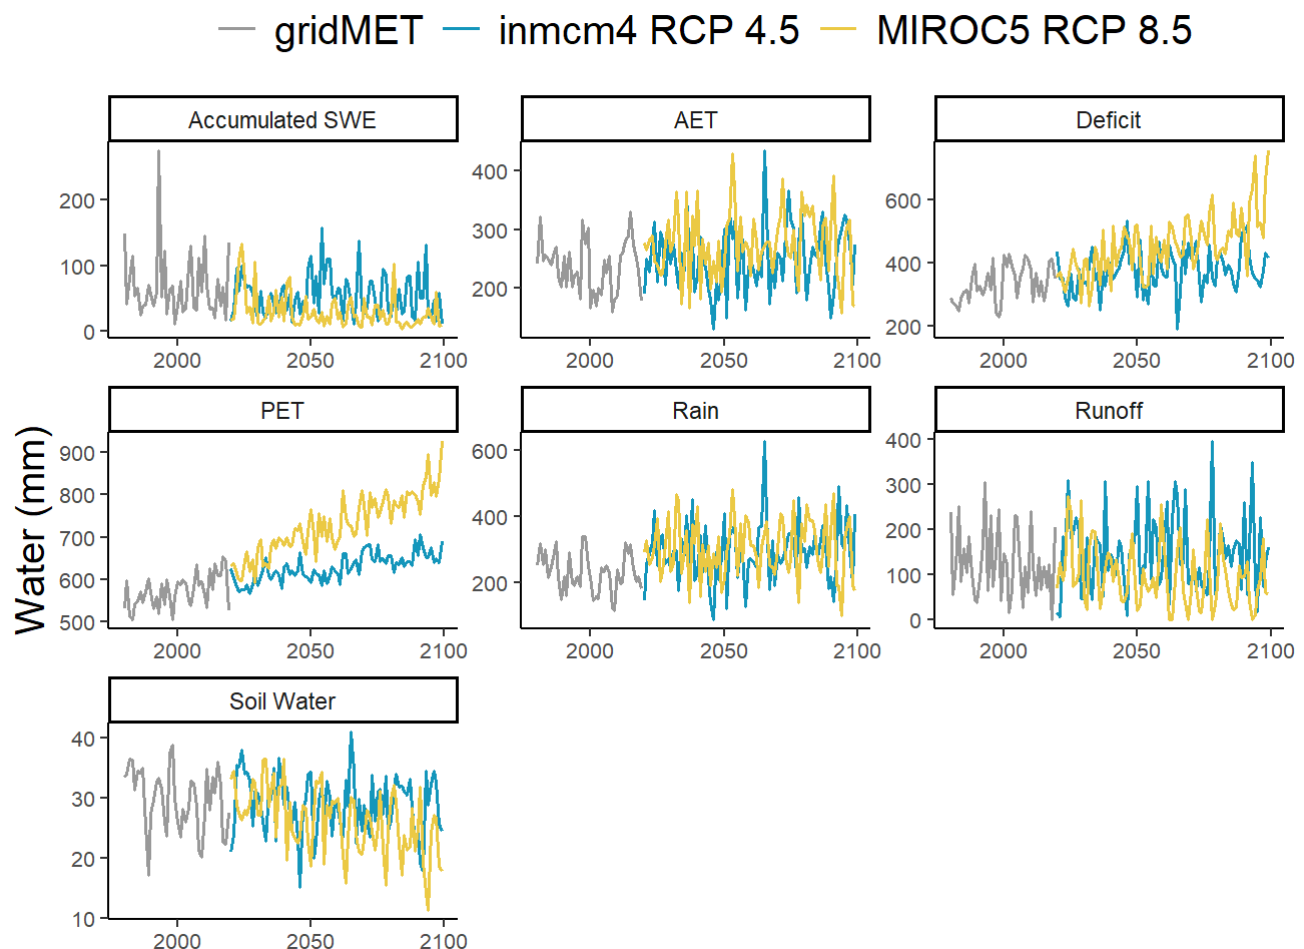 gridMET inmcm4 RCP 4.5 MIROC5 RCP 8.5
Accumulated SWE
200
100
0
2000 2050 2100
AET
400
300
200
2000 2050 2100
Deficit
600
400
200
2000 2050 2100
Water (mm)
PET
900
800
700
600
500
2000 2050 2100
Rain
600
400
200
2000 2050 2100
Runoff
400
300
200
100
0
2000 2050 2100
Soil Water
40
30
20
10
2000 2050 2100